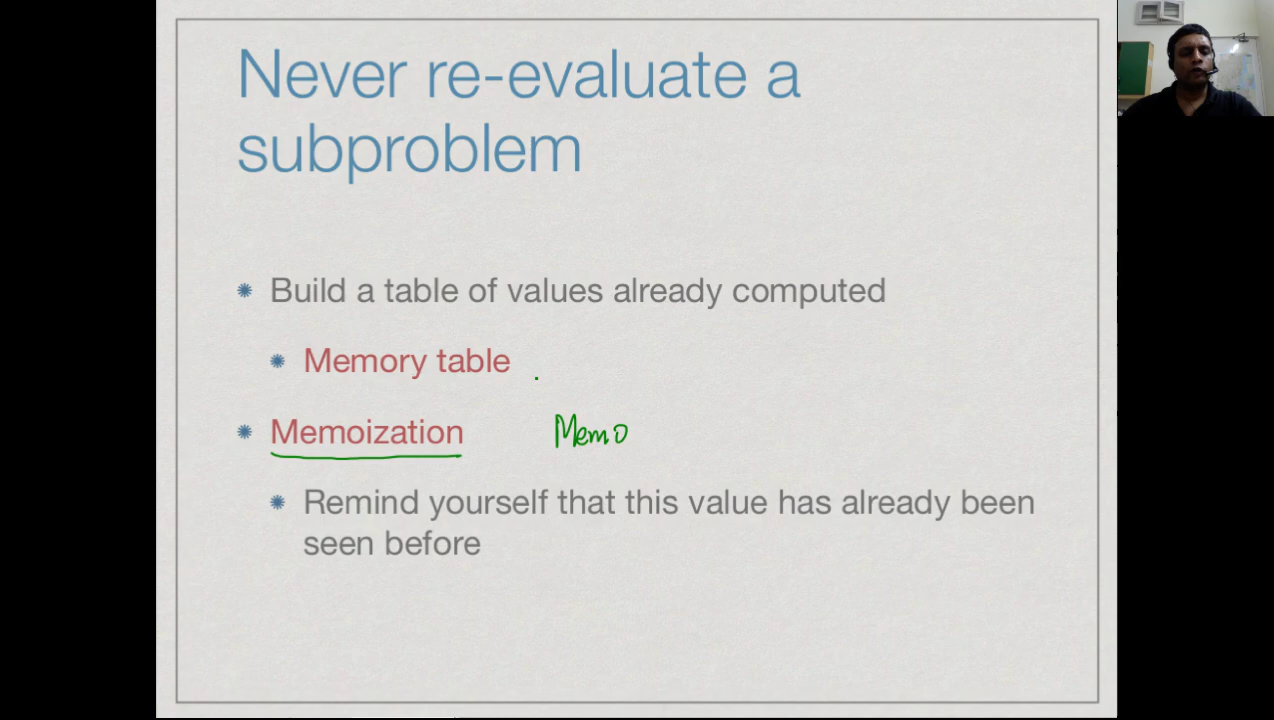 Never re-evaluate a
subproblem
Build a table of values already computed
Memory table
Memoization Memo
Remind yourself that this value has already been
seen before